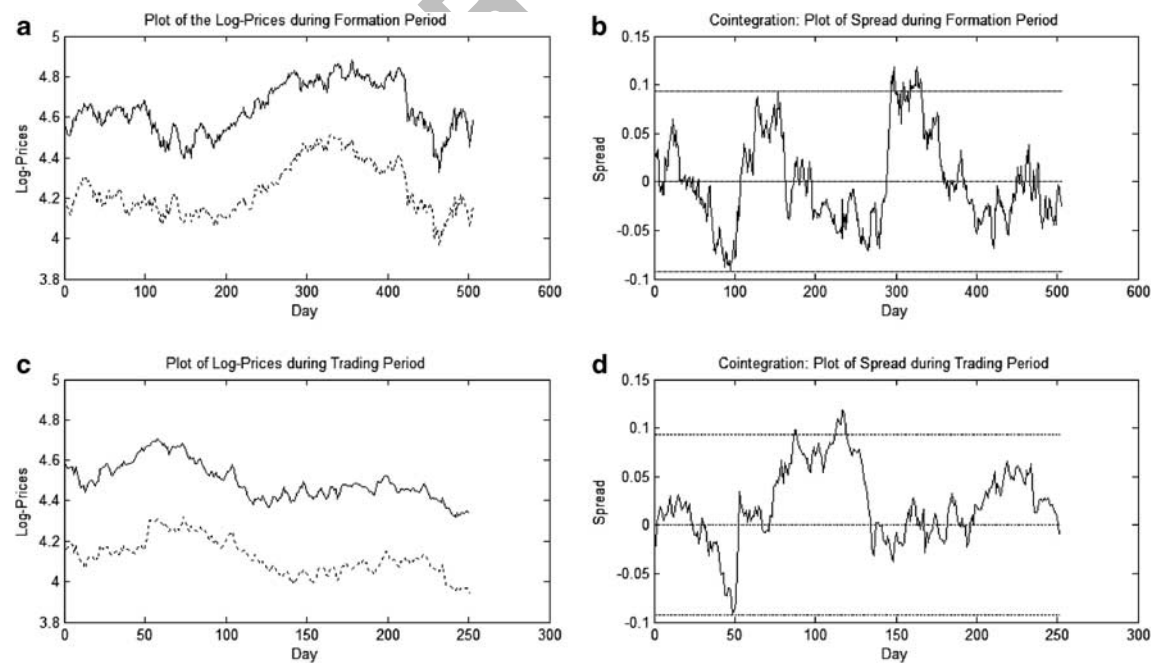 a
Plot of the Log-Prices during Formation Period
5
4.8
4.6
4.4
4.2
4
3.8
Log-Prices
0 100 200 300 400 500 600
Day
b
Cointegration: Plot of Spread during Formation Period
0.15
0.1
0.05
0
-0.05
-0.1
Spread
0 100 200 300 400 500 600
Day
c
Plot of Log-Prices during Trading Period
5
4.8
4.6
4.4
4.2
4
3.8
Log-Prices
0 50 100 150 200 250 300
Day
d
Cointegration: Plot of Spread during Trading Period
0.15
0.1
0.05
0
-0.05
-0.1
Spread
0 50 100 150 200 250 300
Day